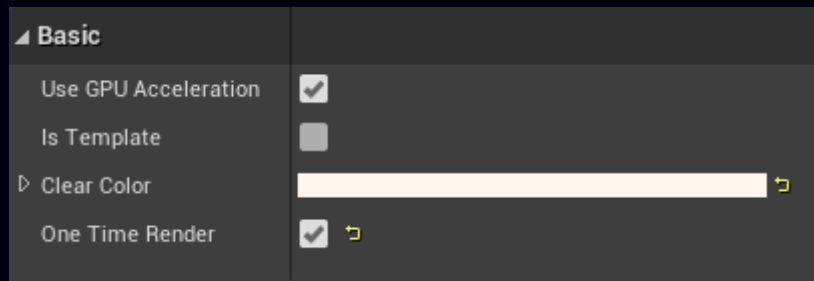 Basic
Use GPU Acceleration
Is Template
Clear Color
One Time Render